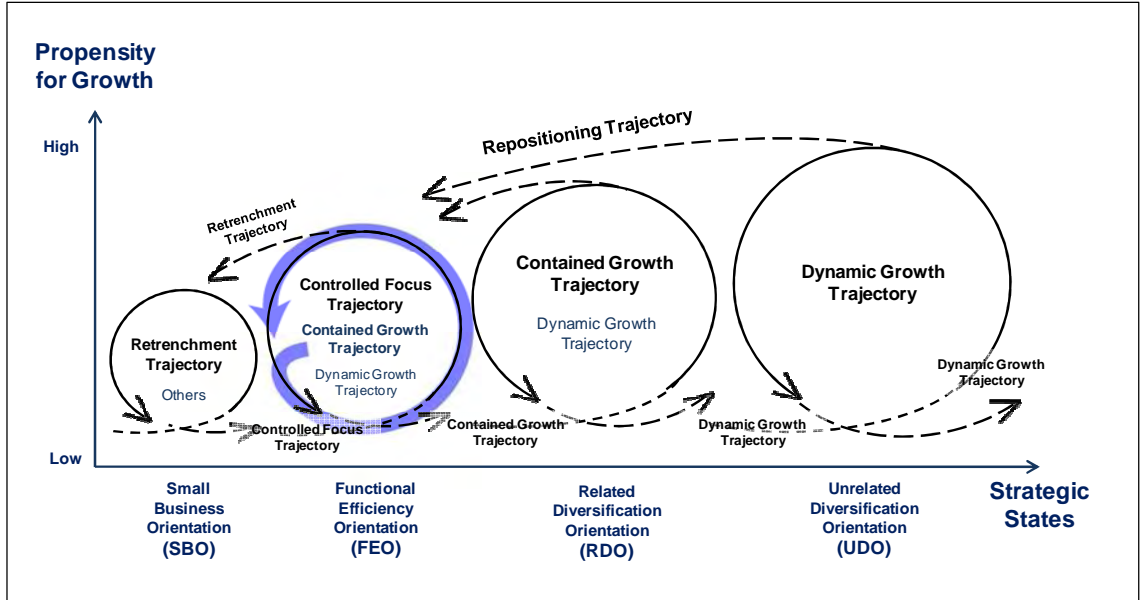 Propensity
for Growth
High
Low
Repositioning Trajectory
Retrenchment
Trajectory
Retrenchment
Trajectory
Others
Controlled Focus
Trajectory
Contained Growth
Trajectory
Dynamic Growth
Trajectory
Contained Growth
Trajectory
Dynamic Growth
Trajectory
Dynamic Growth
Trajectory
Controlled Focus
Trajectory
Contained Growth
Trajectory
Dynamic Growth
Trajectory
Dynamic Growth
Trajectory
Small
Business
Orientation
(SBO)
Functional
Efficiency
Orientation
(FEO)
Related
Diversification
Orientation
(RDO)
Unrelated
Diversification
Orientation
(UDO)
Strategic
States